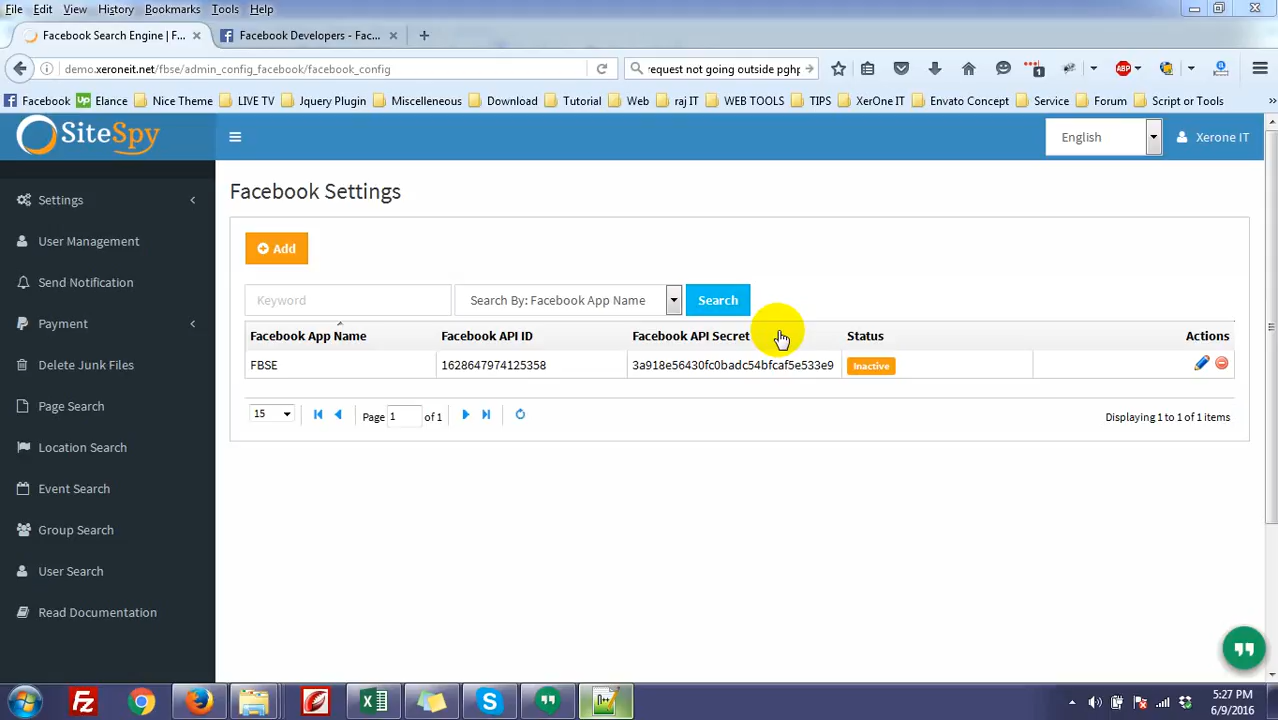 File Edit View History Bookmarks Tools Help
Facebook Search Engine | F... × Facebook Developers - Fac... × +
demo.xeroneit.net/fbse/admin_config_facebook/facebook_config request not going outside pghp
Facebook Elance Nice Theme LIVE TV Jquery Plugin Miscelleneous Download Tutorial Web raj IT WEB TOOLS TIPS XerOne IT Envato Concept Service Forum Script or Tools »
SiteSpy English Xerone IT
Facebook Settings
Settings
User Management
Send Notification
Payment
Delete Junk Files
Page Search
Location Search
Event Search
Group Search
User Search
Read Documentation
Add
Keyword Search By: Facebook App Name Search
Facebook App Name Facebook API ID Facebook API Secret Status Actions
FBSE 1628647974125358 3a918e56430fc0badc54bfcaf5e533e9 Inactive
15 Page 1 of 1 Displaying 1 to 1 of 1 items
5:27 PM
6/9/2016